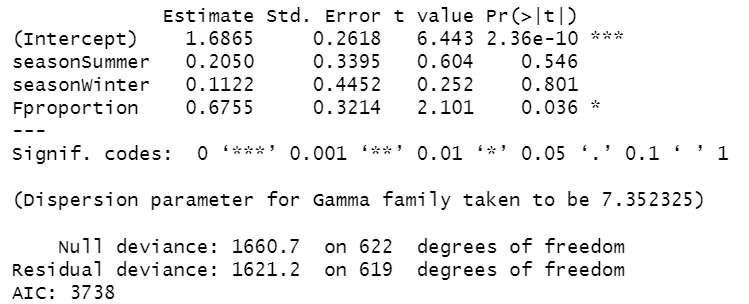 Estimate Std. Error t value Pr(>|t|)
(Intercept)    1.6865     0.2618   6.443 2.36e-10 ***
seasonSummer   0.2050     0.3395   0.604    0.546
seasonWinter   0.1122     0.4452   0.252    0.801
Fproportion    0.6755     0.3214   2.101    0.036 *
---
Signif. codes:  0 ‘***’ 0.001 ‘**’ 0.01 ‘*’ 0.05 ‘.’ 0.1 ‘ ’ 1
(Dispersion parameter for Gamma family taken to be 7.352325)
Null deviance: 1660.7  on 622  degrees of freedom
Residual deviance: 1621.2  on 619  degrees of freedom
AIC: 3738